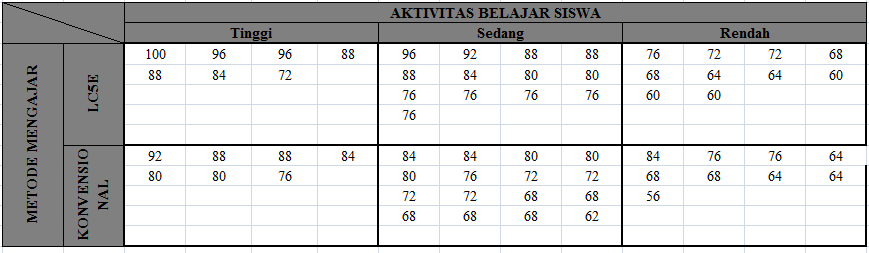 AKTIVITAS BELAJAR SISWA
Tinggi Sedang Rendah
METODE MENGAJAR
LC5E
100 96 96 88 96 92 88 88 76 72 72 68
88 84 72 88 84 80 80 68 64 64 60
76 76 76 76 60 60
76
KONVENSIO
NAL
92 88 88 84 84 84 80 80 84 76 76 64
80 80 76 80 76 72 72 68 68 64 64
72 72 68 68 56
68 68 68 62